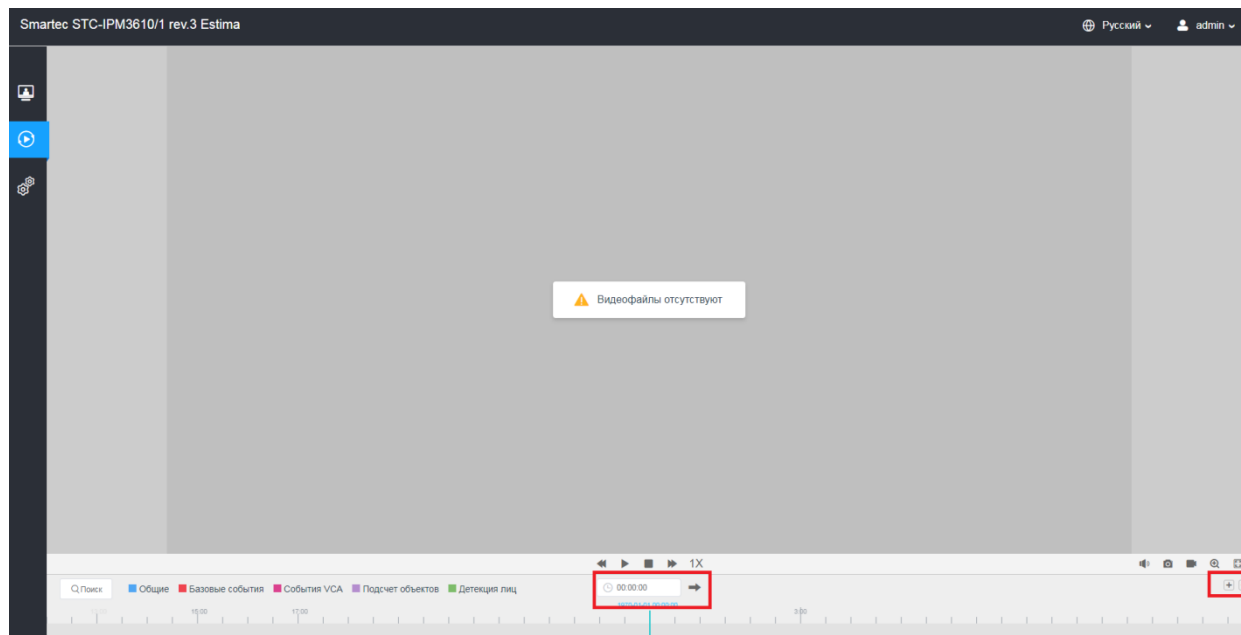 Smartec STC-IPM3610/1 rev.3 Estima
Русский
admin
Видеофайлы отсутствуют
1X
Поиск
Общие
Базовые события
События VCA
Подсчет объектов
Детекция лиц
00:00:00
15:00
17:00
3:00